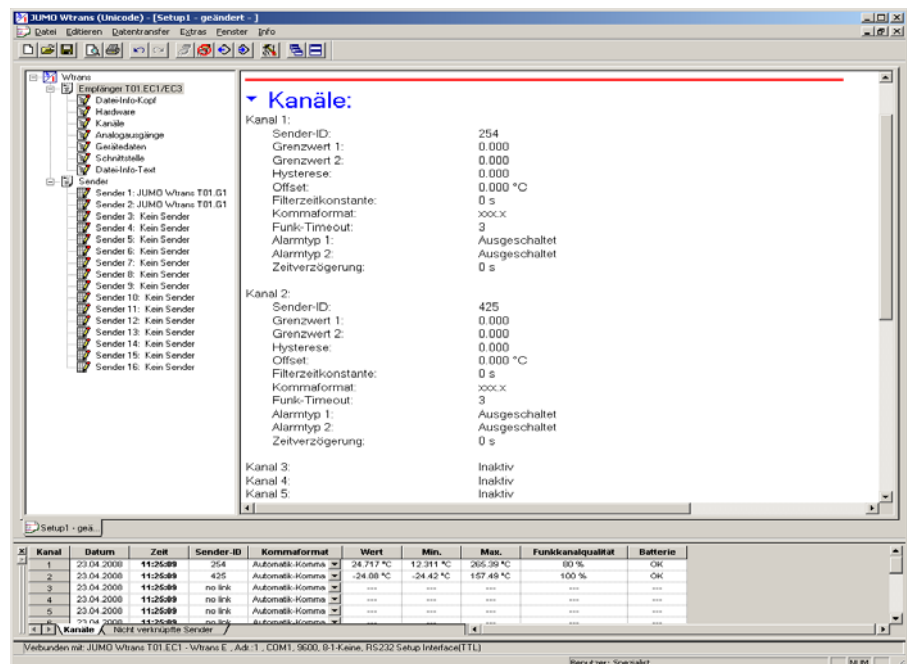 JUMO Wtrans (Unicode) - [Setup1 - geändert - ]
Datei Editieren Datentransfer Extras Fenster Info
Wtrans
Empfänger T01.EC1/EC3
Datei-Info-Kopf
Hardware
Kanäle
Analogausgänge
Gerätedaten
Schnittstelle
Datei-Info-Text
Sender
Sender 1: JUMO Wtrans T01.G1
Sender 2: JUMO Wtrans T01.G1
Sender 3: Kein Sender
Sender 4: Kein Sender
Sender 5: Kein Sender
Sender 6: Kein Sender
Sender 7: Kein Sender
Sender 8: Kein Sender
Sender 9: Kein Sender
Sender 10: Kein Sender
Sender 11: Kein Sender
Sender 12: Kein Sender
Sender 13: Kein Sender
Sender 14: Kein Sender
Sender 15: Kein Sender
Sender 16: Kein Sender
Kanäle:
Kanal 1:
Sender-ID: 254
Grenzwert 1: 0.000
Grenzwert 2: 0.000
Hysterese: 0.000
Offset: 0.000 °C
Filterzeitkonstante: 0 s
Kommaformat: xxx.x
Funk-Timeout: 3
Alarmtyp 1: Ausgeschaltet
Alarmtyp 2: Ausgeschaltet
Zeitverzögerung: 0 s
Kanal 2:
Sender-ID: 425
Grenzwert 1: 0.000
Grenzwert 2: 0.000
Hysterese: 0.000
Offset: 0.000 °C
Filterzeitkonstante: 0 s
Kommaformat: xxx.x
Funk-Timeout: 3
Alarmtyp 1: Ausgeschaltet
Alarmtyp 2: Ausgeschaltet
Zeitverzögerung: 0 s
Kanal 3: Inaktiv
Kanal 4: Inaktiv
Kanal 5: Inaktiv
Setup1 - geä...
Kanal Datum Zeit Sender-ID Kommaformat Wert Min. Max. Funkkanalqualität Batterie
1 23.04.2008 11:25:09 254 Automatik-Komma 24.717 °C 12.311 °C 265.39 °C 80 % OK
2 23.04.2008 11:25:09 425 Automatik-Komma -24.08 °C -24.42 °C 157.49 °C 100 % OK
3 23.04.2008 11:25:09 no link Automatik-Komma --- --- --- --- ---
4 23.04.2008 11:25:09 no link Automatik-Komma --- --- --- --- ---
5 23.04.2008 11:25:09 no link Automatik-Komma --- --- --- --- ---
Kanäle Nicht verknüpfte Sender
Verbunden mit: JUMO Wtrans T01.EC1 - Wtrans E , Adr.:1 , COM1, 9600, 8-1-Keine, RS232 Setup Interface(TTL)
Benutzer: Spezialist NUM